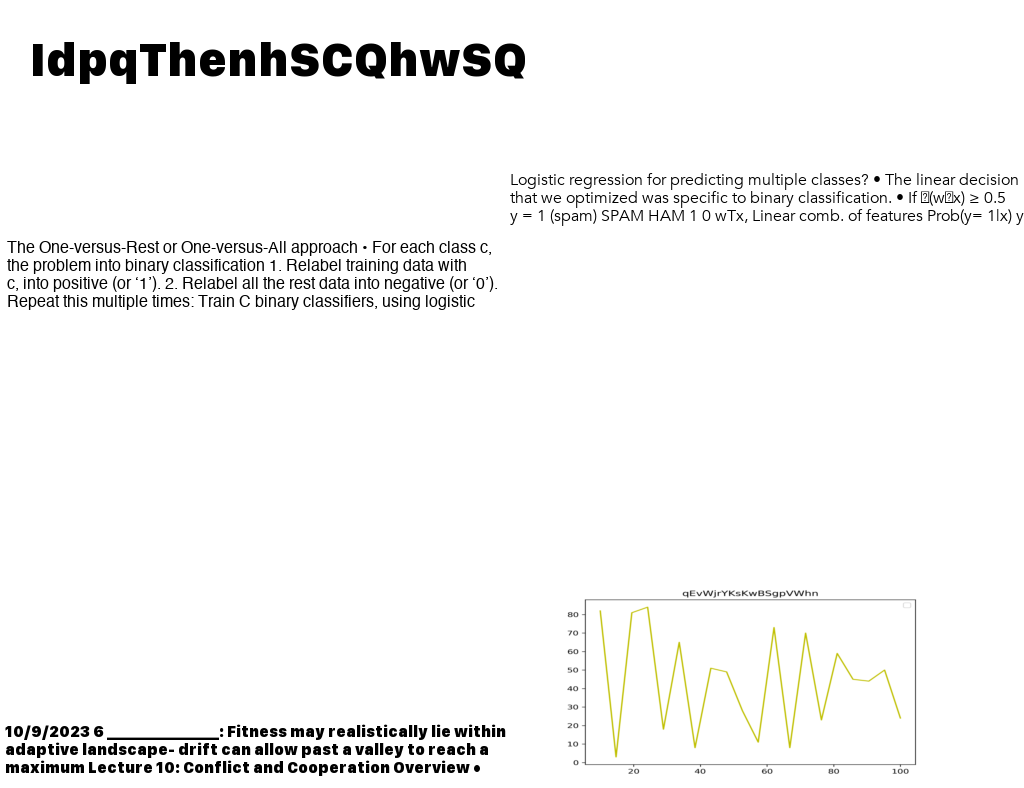 IdpqThenhSCQhwSQ
Logistic regression for predicting multiple classes? • The linear decision
that we optimized was specific to binary classification. • If (wx) ≥ 0.5
y = 1 (spam) SPAM HAM 1 0 wTx, Linear comb. of features Prob(y= 1|x) y
The One-versus-Rest or One-versus-All approach • For each class c,
the problem into binary classification 1. Relabel training data with
c, into positive (or ‘1’). 2. Relabel all the rest data into negative (or ‘0’).
Repeat this multiple times: Train C binary classifiers, using logistic
qEvWjrYKsKwBSgpVWhn
80
70
60
50
40
30
20
10
0
20 40 60 80 100
10/9/2023 6 ______________: Fitness may realistically lie within
adaptive landscape- drift can allow past a valley to reach a
maximum Lecture 10: Conflict and Cooperation Overview •